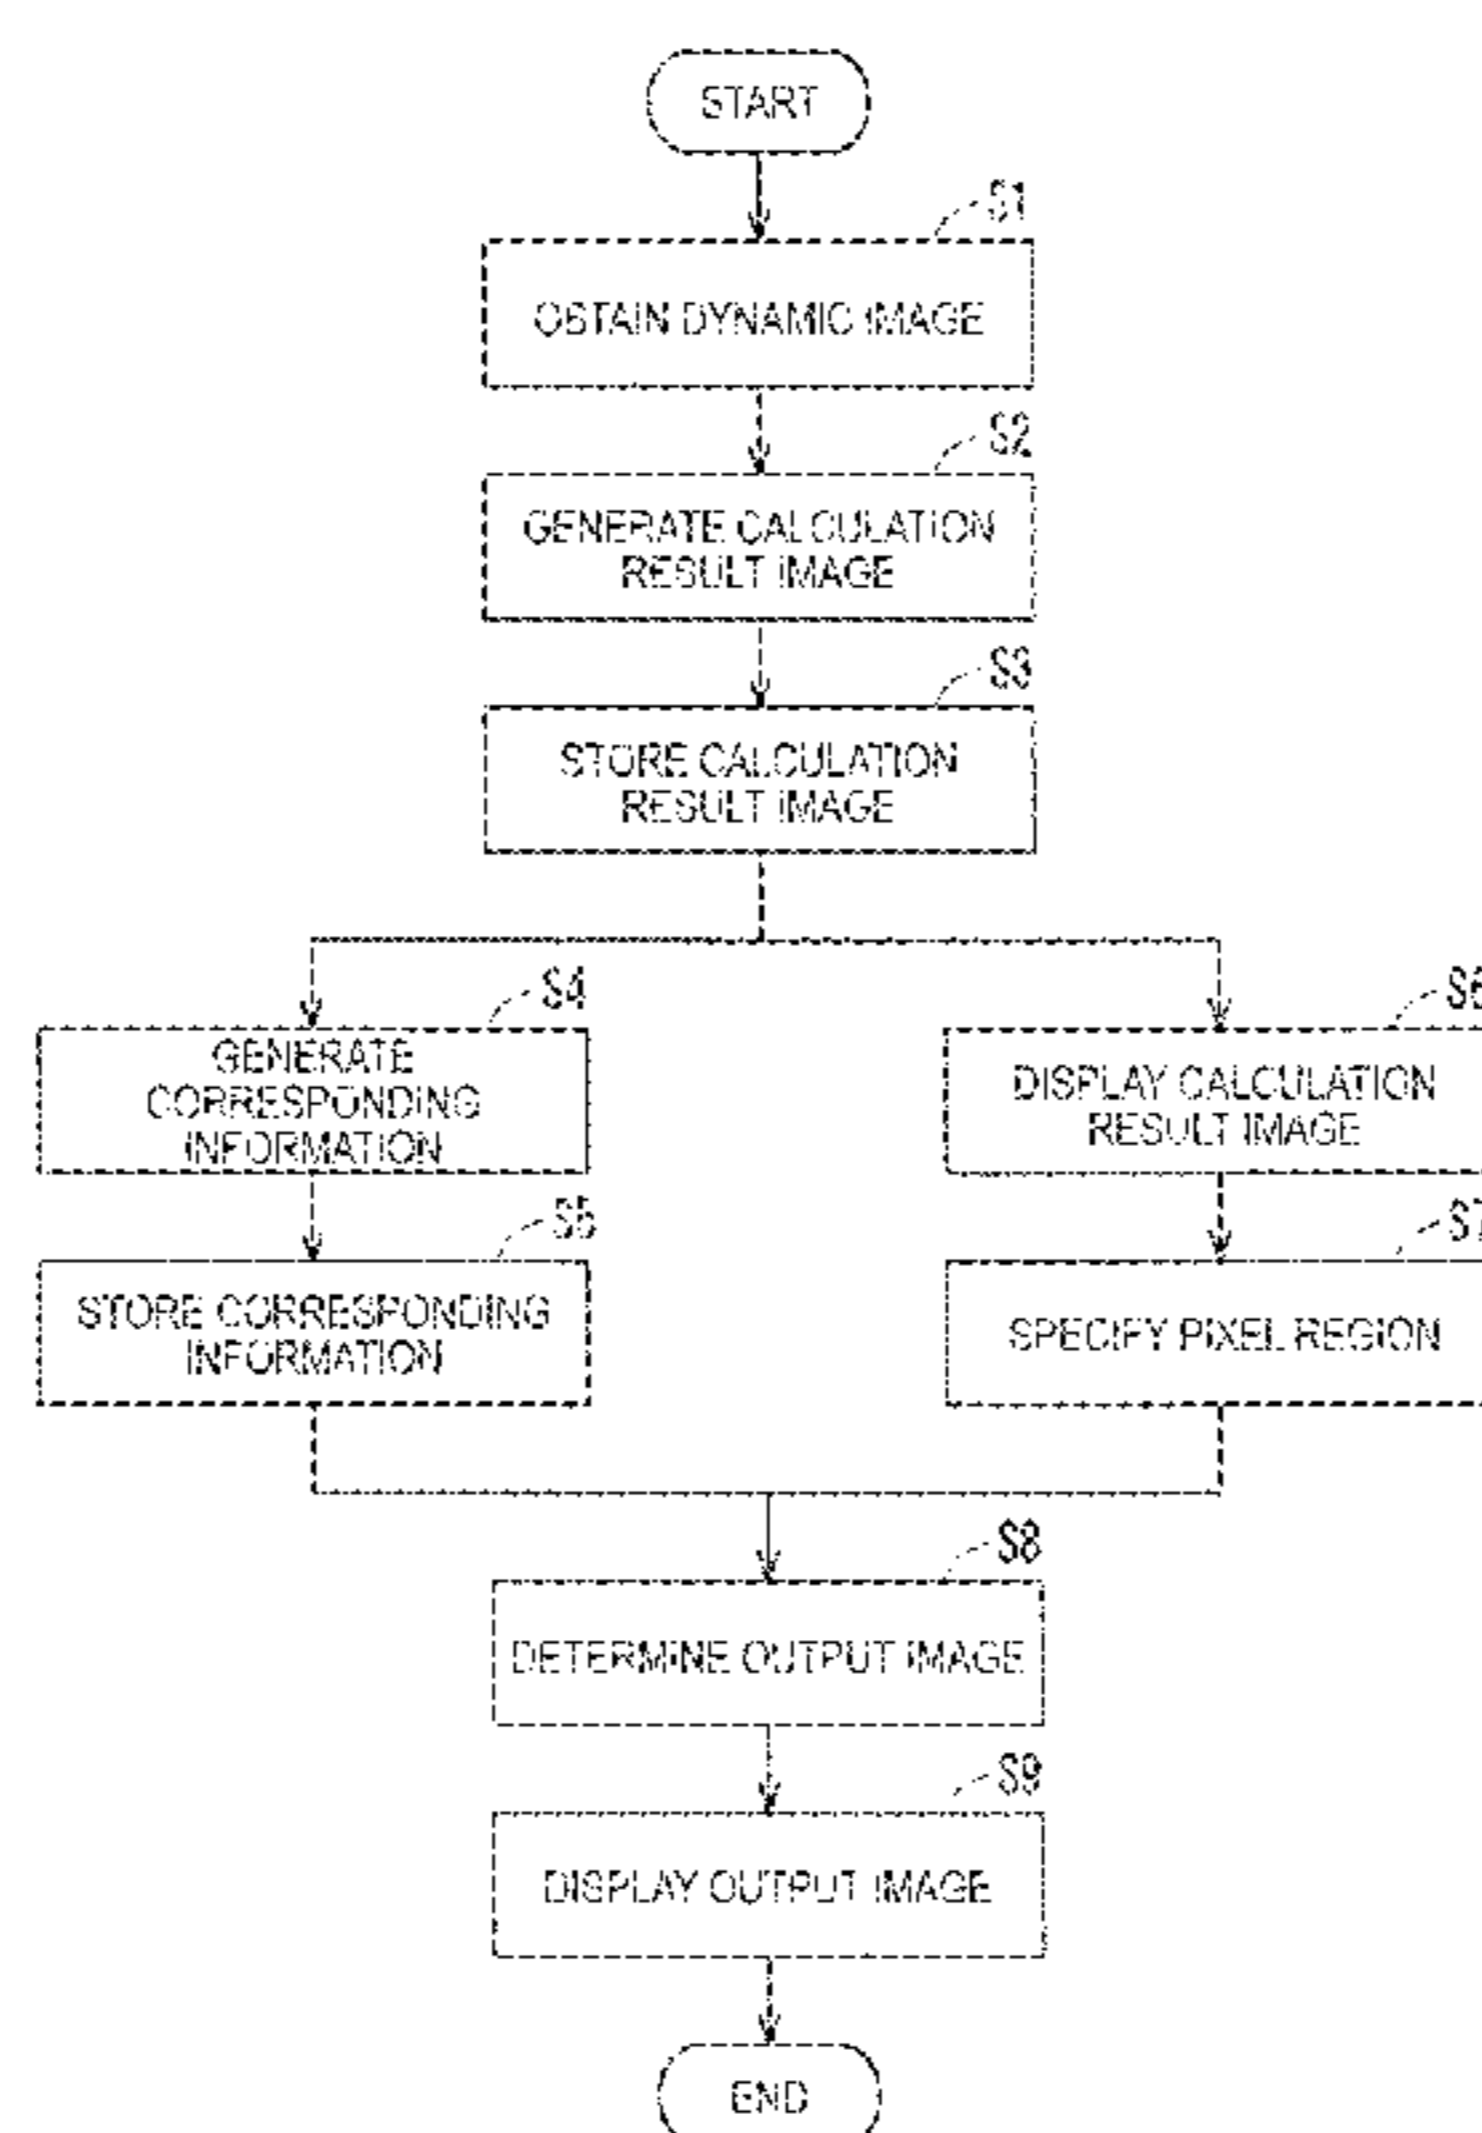 START
S1
OBTAIN DYNAMIC IMAGE
S2
GENERATE CALCULATION
RESULT IMAGE
S3
STORE CALCULATION
RESULT IMAGE
S4
GENERATE
CORRESPONDING
INFORMATION
S5
STORE CORRESPONDING
INFORMATION
S6
DISPLAY CALCULATION
RESULT IMAGE
S7
SPECIFY PIXEL REGION
S8
DETERMINE OUTPUT IMAGE
S9
DISPLAY OUTPUT IMAGE
END